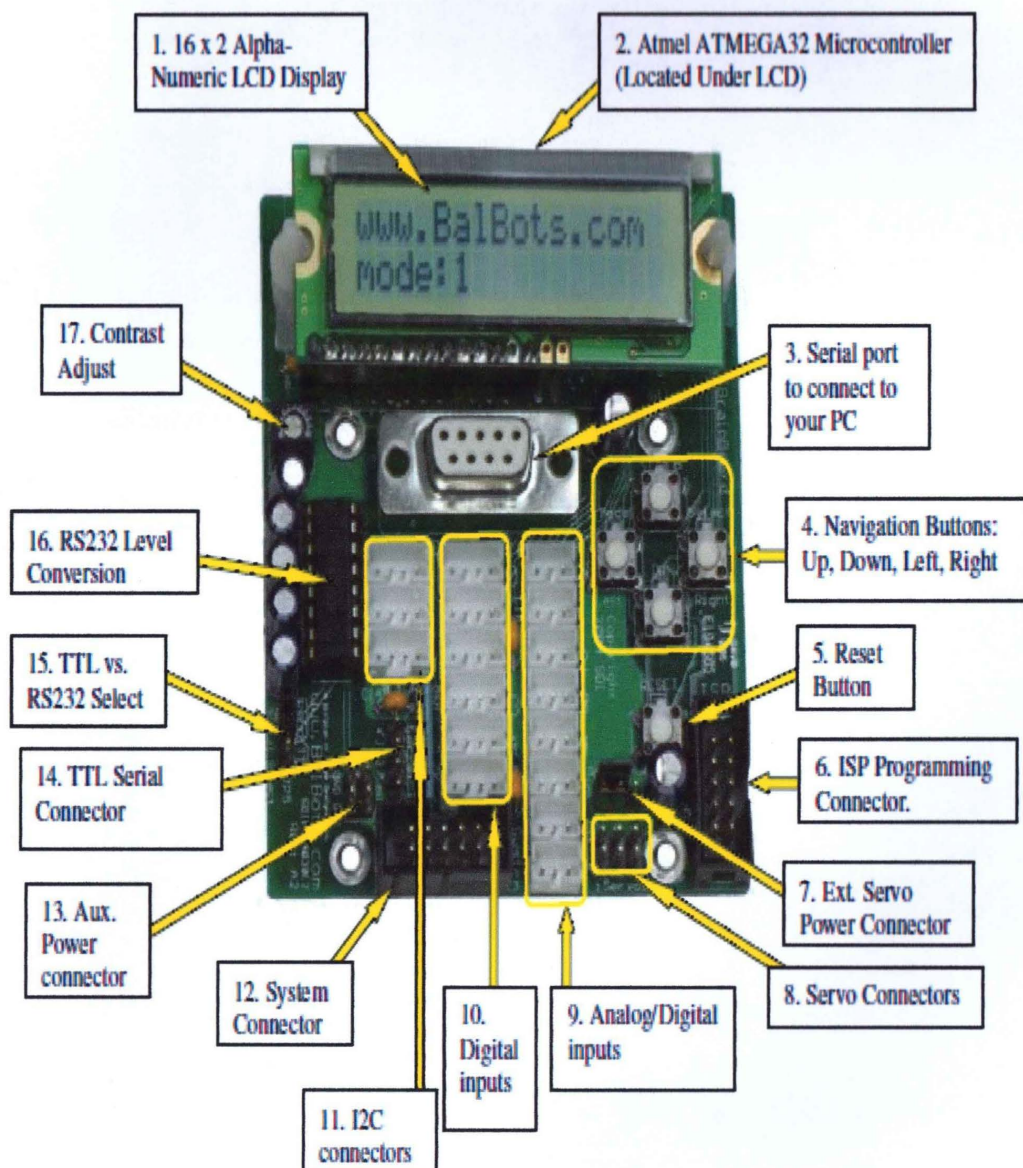 1. 16 x 2 Alpha-
Numeric LCD Display
2. Atmel ATMEGA32 Microcontroller
(Located Under LCD)
www.BalBots.com
mode:1
17. Contrast
Adjust
3. Serial port
to connect to
your PC
16. RS232 Level
Conversion
4. Navigation Buttons:
Up, Down, Left, Right
15. TTL vs.
RS232 Select
5. Reset
Button
14. TTL Serial
Connector
6. ISP Programming
Connector.
13. Aux.
Power
connector
7. Ext. Servo
Power Connector
12. System
Connector
10.
Digital
inputs
9. Analog/Digital
inputs
8. Servo Connectors
11. I2C
connectors